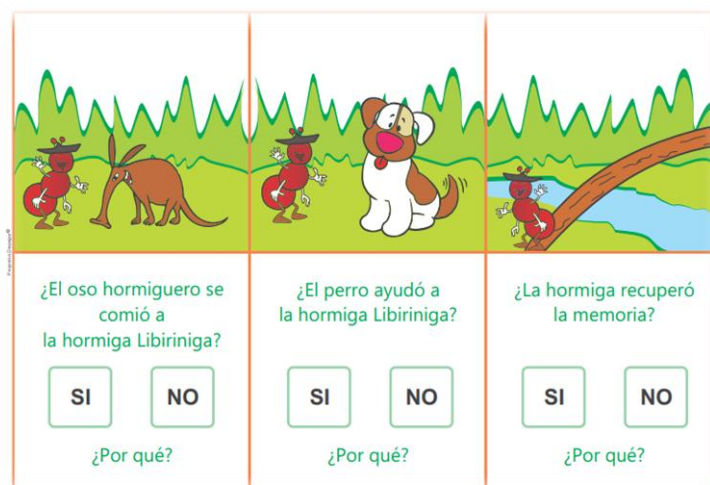 ¿El oso hormiguero se
comió a
la hormiga Libiriniga?
SI NO
¿Por qué?
¿El perro ayudó a
la hormiga Libiriniga?
SI NO
¿Por qué?
¿La hormiga recuperó
la memoria?
SI NO
¿Por qué?